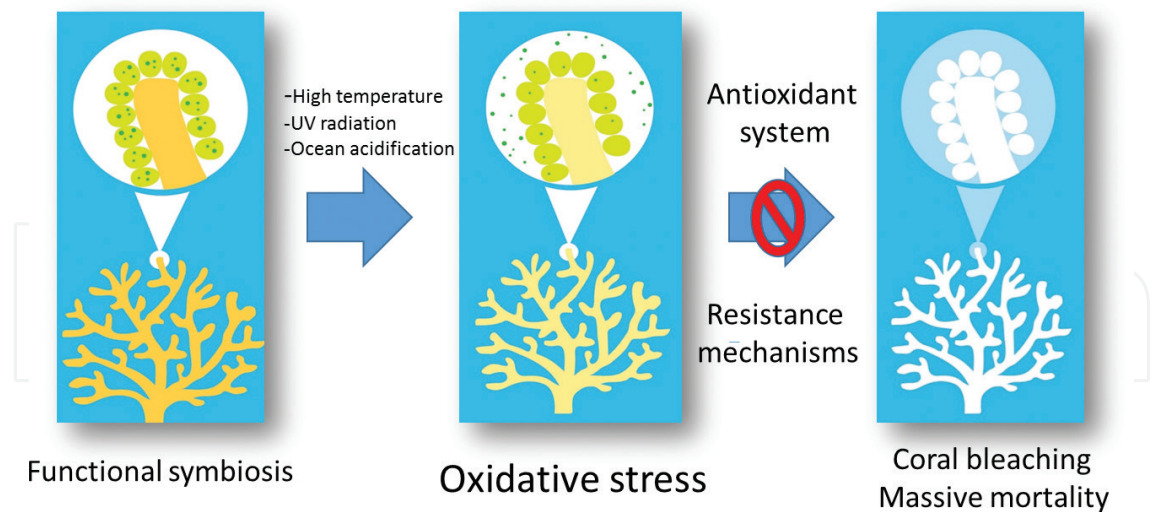 -High temperature
-UV radiation
-Ocean acidification
Antioxidant
system
Resistance
mechanisms
Functional symbiosis
Oxidative stress
Coral bleaching
Massive mortality